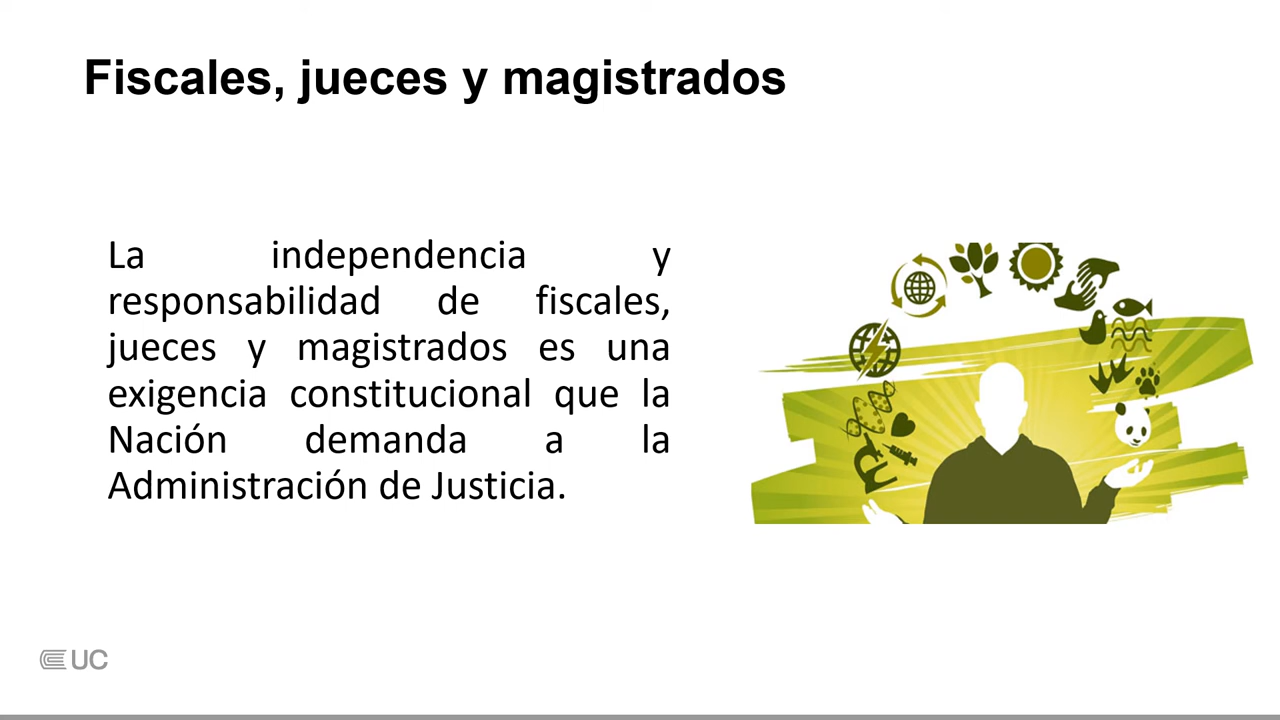 Fiscales, jueces y magistrados
La independencia y
responsabilidad de fiscales,
jueces y magistrados es una
exigencia constitucional que la
Nación demanda a la
Administración de Justicia.
UC